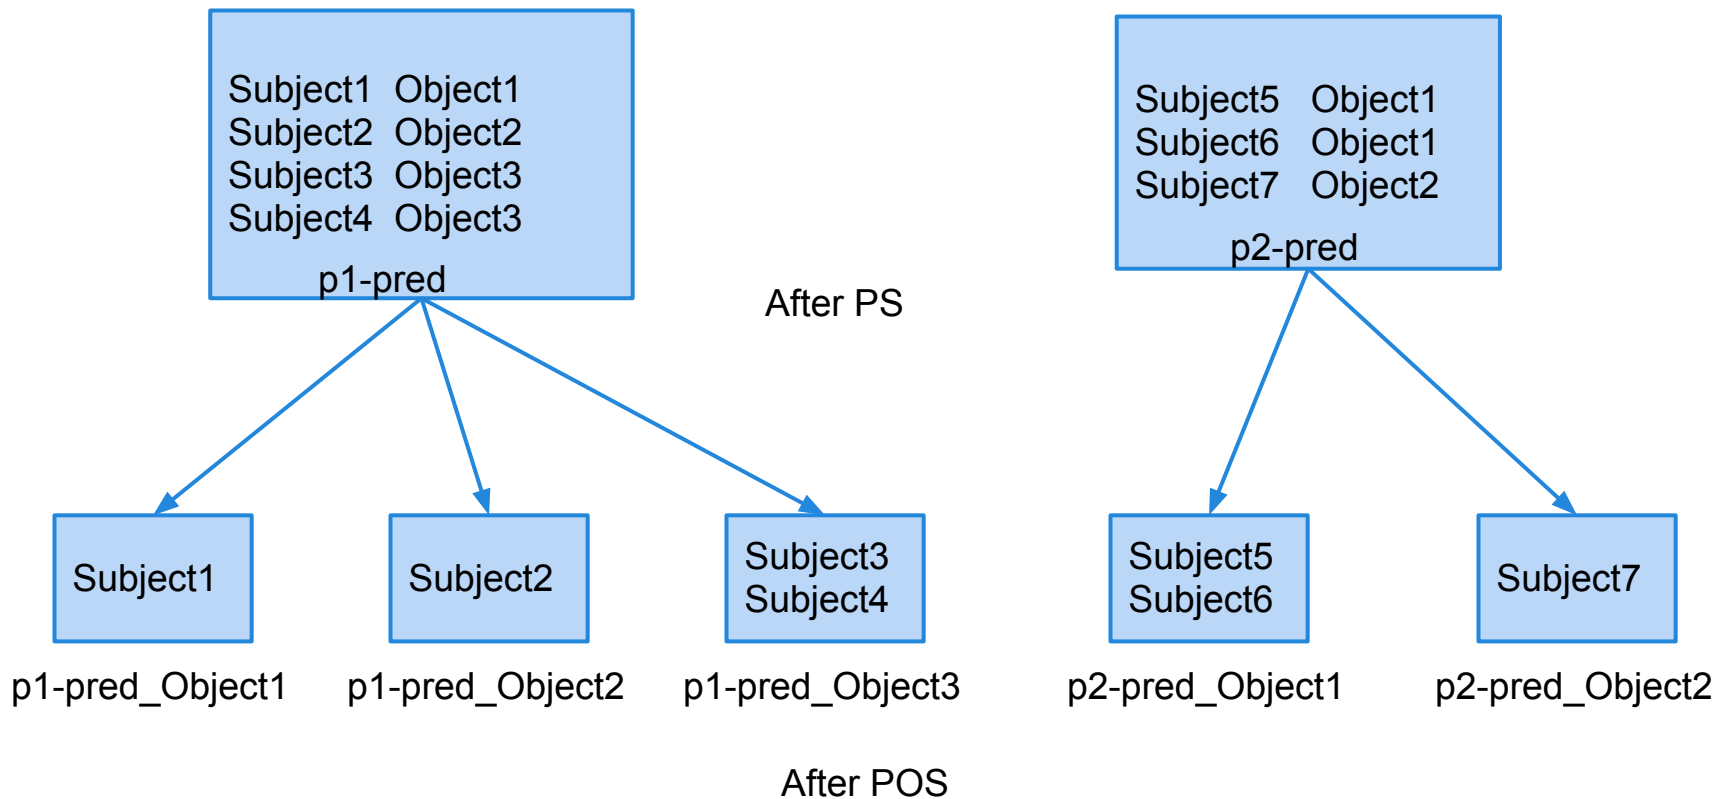 Subject1 Object1
Subject2 Object2
Subject3 Object3
Subject4 Object3
p1-pred
Subject5 Object1
Subject6 Object1
Subject7 Object2
p2-pred
After PS
Subject1
Subject2
Subject3
Subject4
Subject5
Subject6
Subject7
p1-pred_Object1
p1-pred_Object2
p1-pred_Object3
p2-pred_Object1
p2-pred_Object2
After POS